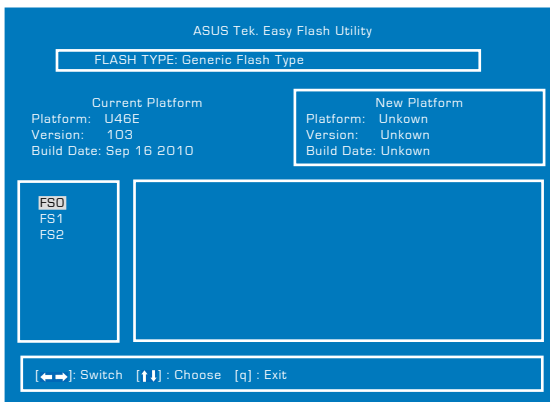 ASUS Tek. Easy Flash Utility
FLASH TYPE: Generic Flash Type
Current Platform
Platform: U46E
Version: 103
Build Date: Sep 16 2010
New Platform
Platform: Unkown
Version: Unkown
Build Date: Unkown
FS0
FS1
FS2
[←→]: Switch [↑↓] : Choose [q] : Exit